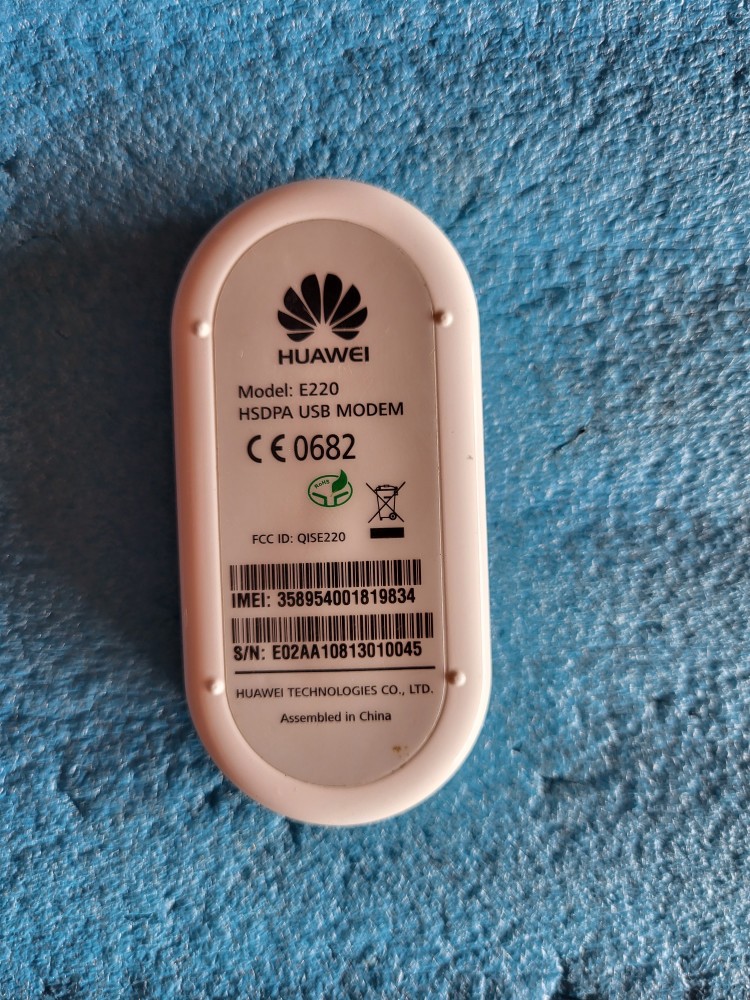 HUAWEI
Model: E220
HSDPA USB MODEM
CE 0682
RoHS
FCC ID: QISE220
IMEI: 358954001819834
S/N: E02AA10813010045
HUAWEI TECHNOLOGIES CO., LTD.
Assembled in China